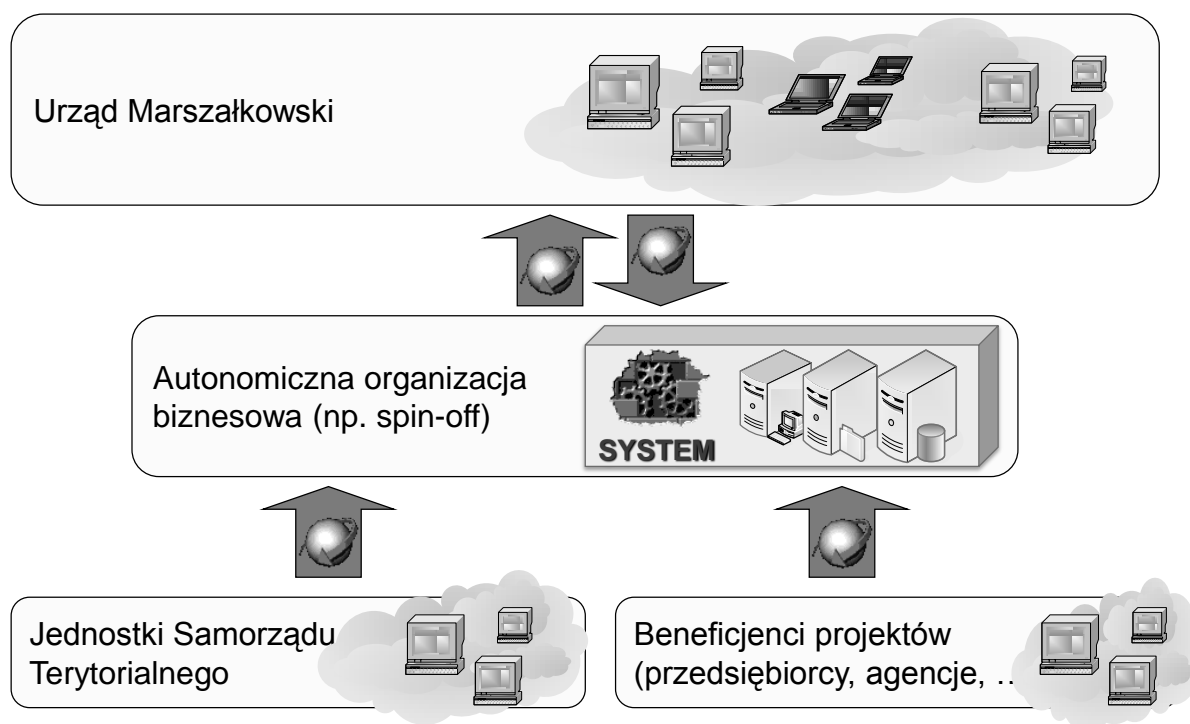 Urząd Marszałkowski
Autonomiczna organizacja
biznesowa (np. spin-off)
SYSTEM
Jednostki Samorządu
Terytorialnego
Beneficjenci projektów
(przedsiębiorcy, agencje, …